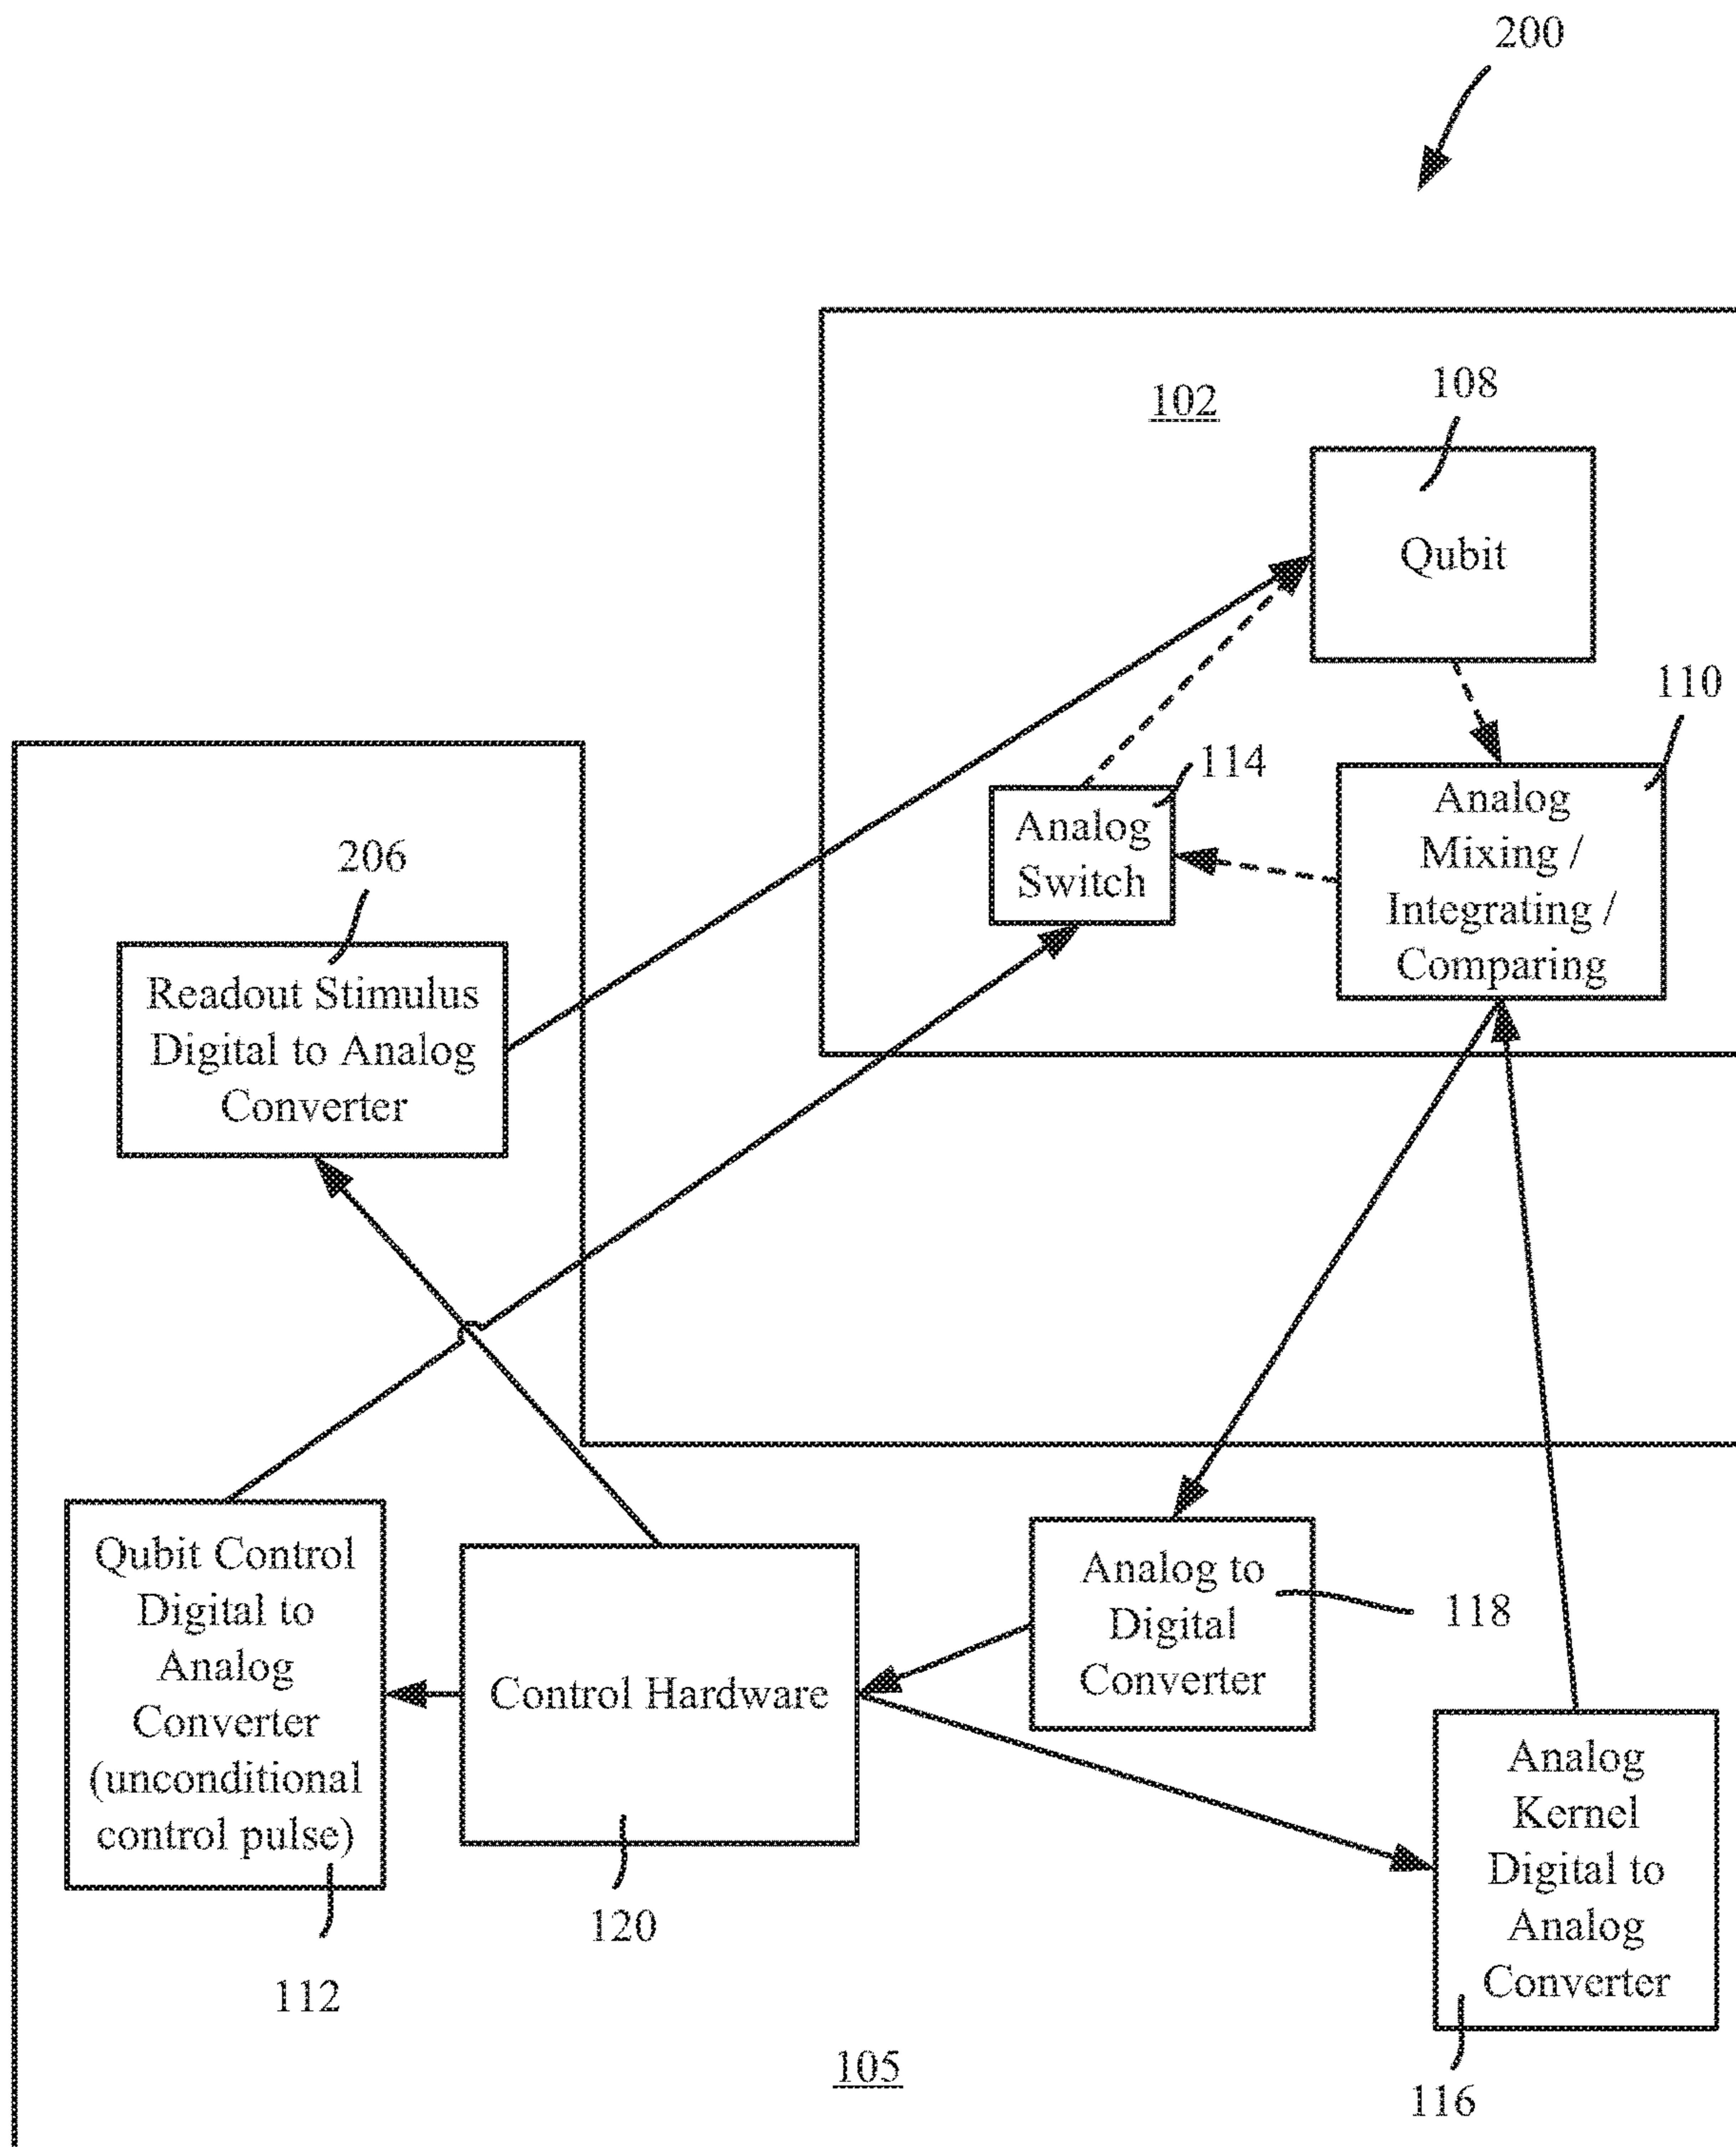 200
102
108
Qubit
110
114
Analog
Switch
Analog
Mixing /
Integrating /
Comparing
206
Readout Stimulus
Digital to Analog
Converter
Qubit Control
Digital to
Analog
Converter
(unconditional
control pulse)
112
Control Hardware
120
Analog to
Digital
Converter
118
Analog
Kernel
Digital to
Analog
Converter
116
105